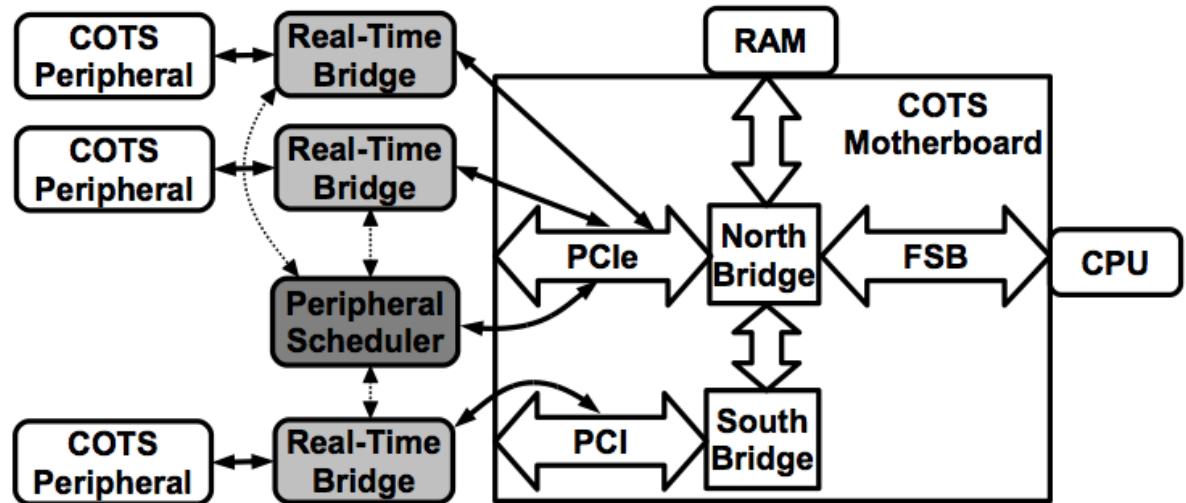 COTS
Peripheral
Real-Time
Bridge
RAM
COTS
Motherboard
COTS
Peripheral
Real-Time
Bridge
PCIe
North
Bridge
FSB
CPU
Peripheral
Scheduler
COTS
Peripheral
Real-Time
Bridge
PCI
South
Bridge